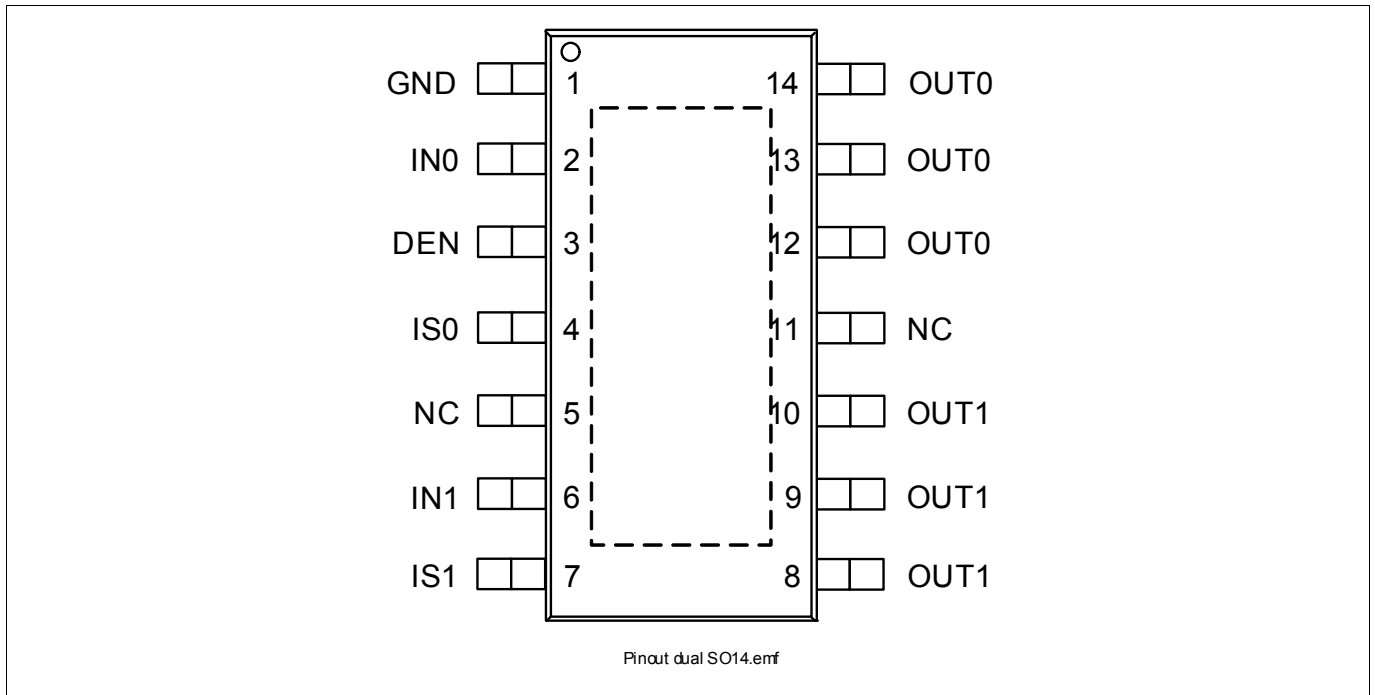 GND 1 14 OUT0
IN0 2 13 OUT0
DEN 3 12 OUT0
IS0 4 11 NC
NC 5 10 OUT1
IN1 6 9 OUT1
IS1 7 8 OUT1
Pinout dual SO14.emf